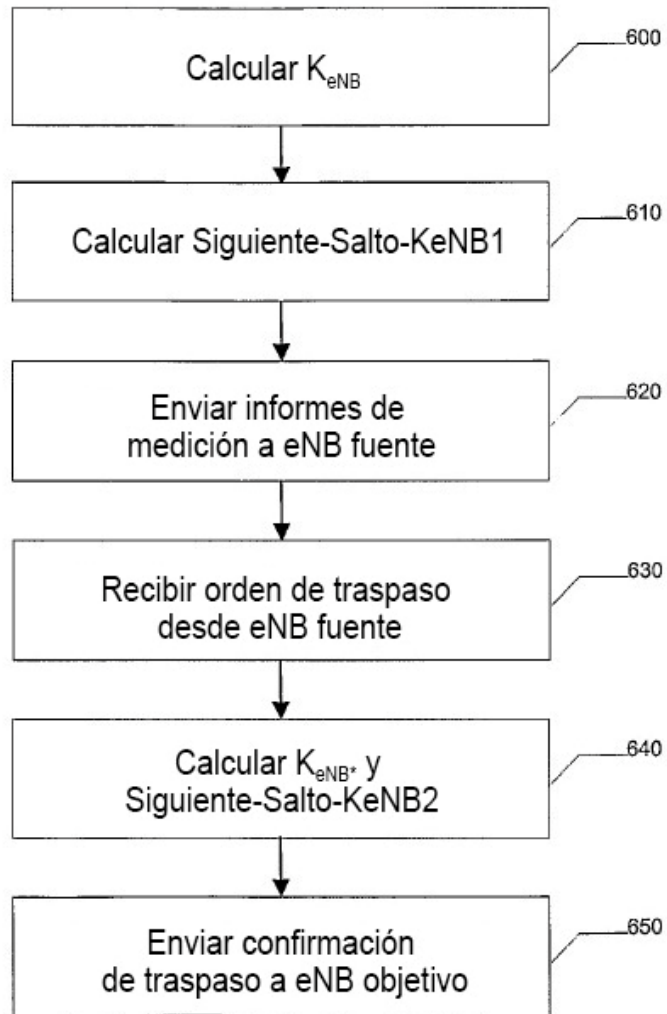 Calcular KeNB
600
Calcular Siguiente-Salto-KeNB1
610
Enviar informes de
medición a eNB fuente
620
Recibir orden de traspaso
desde eNB fuente
630
Calcular KeNB* y
Siguiente-Salto-KeNB2
640
Enviar confirmación
de traspaso a eNB objetivo
650